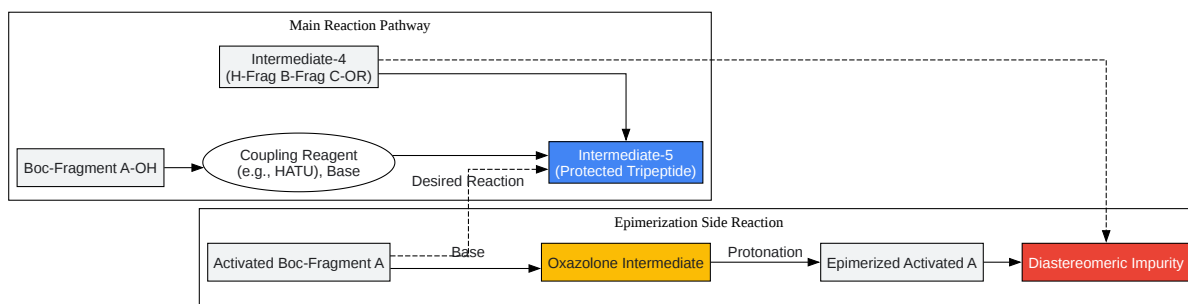 Main Reaction Pathway
Intermediate-4
(H-Frag B-Frag C-OR)
Boc-Fragment A-OH
Coupling Reagent
(e.g., HATU), Base
Intermediate-5
(Protected Tripeptide)
Desired Reaction
Epimerization Side Reaction
Activated Boc-Fragment A
Base
Oxazolone Intermediate
Protonation
Epimerized Activated A
Diastereomeric Impurity